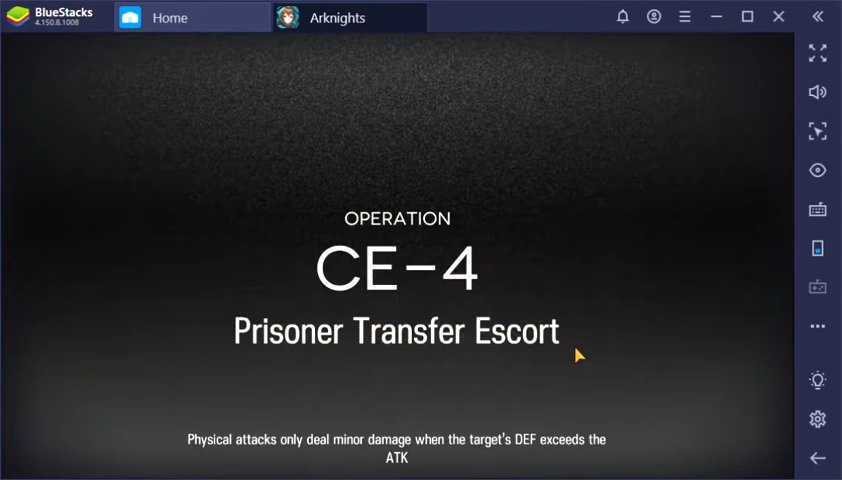 BlueStacks
4.150.8.1008
Home
Arknights
OPERATION
CE-4
Prisoner Transfer Escort
Physical attacks only deal minor damage when the target's DEF exceeds the
ATK